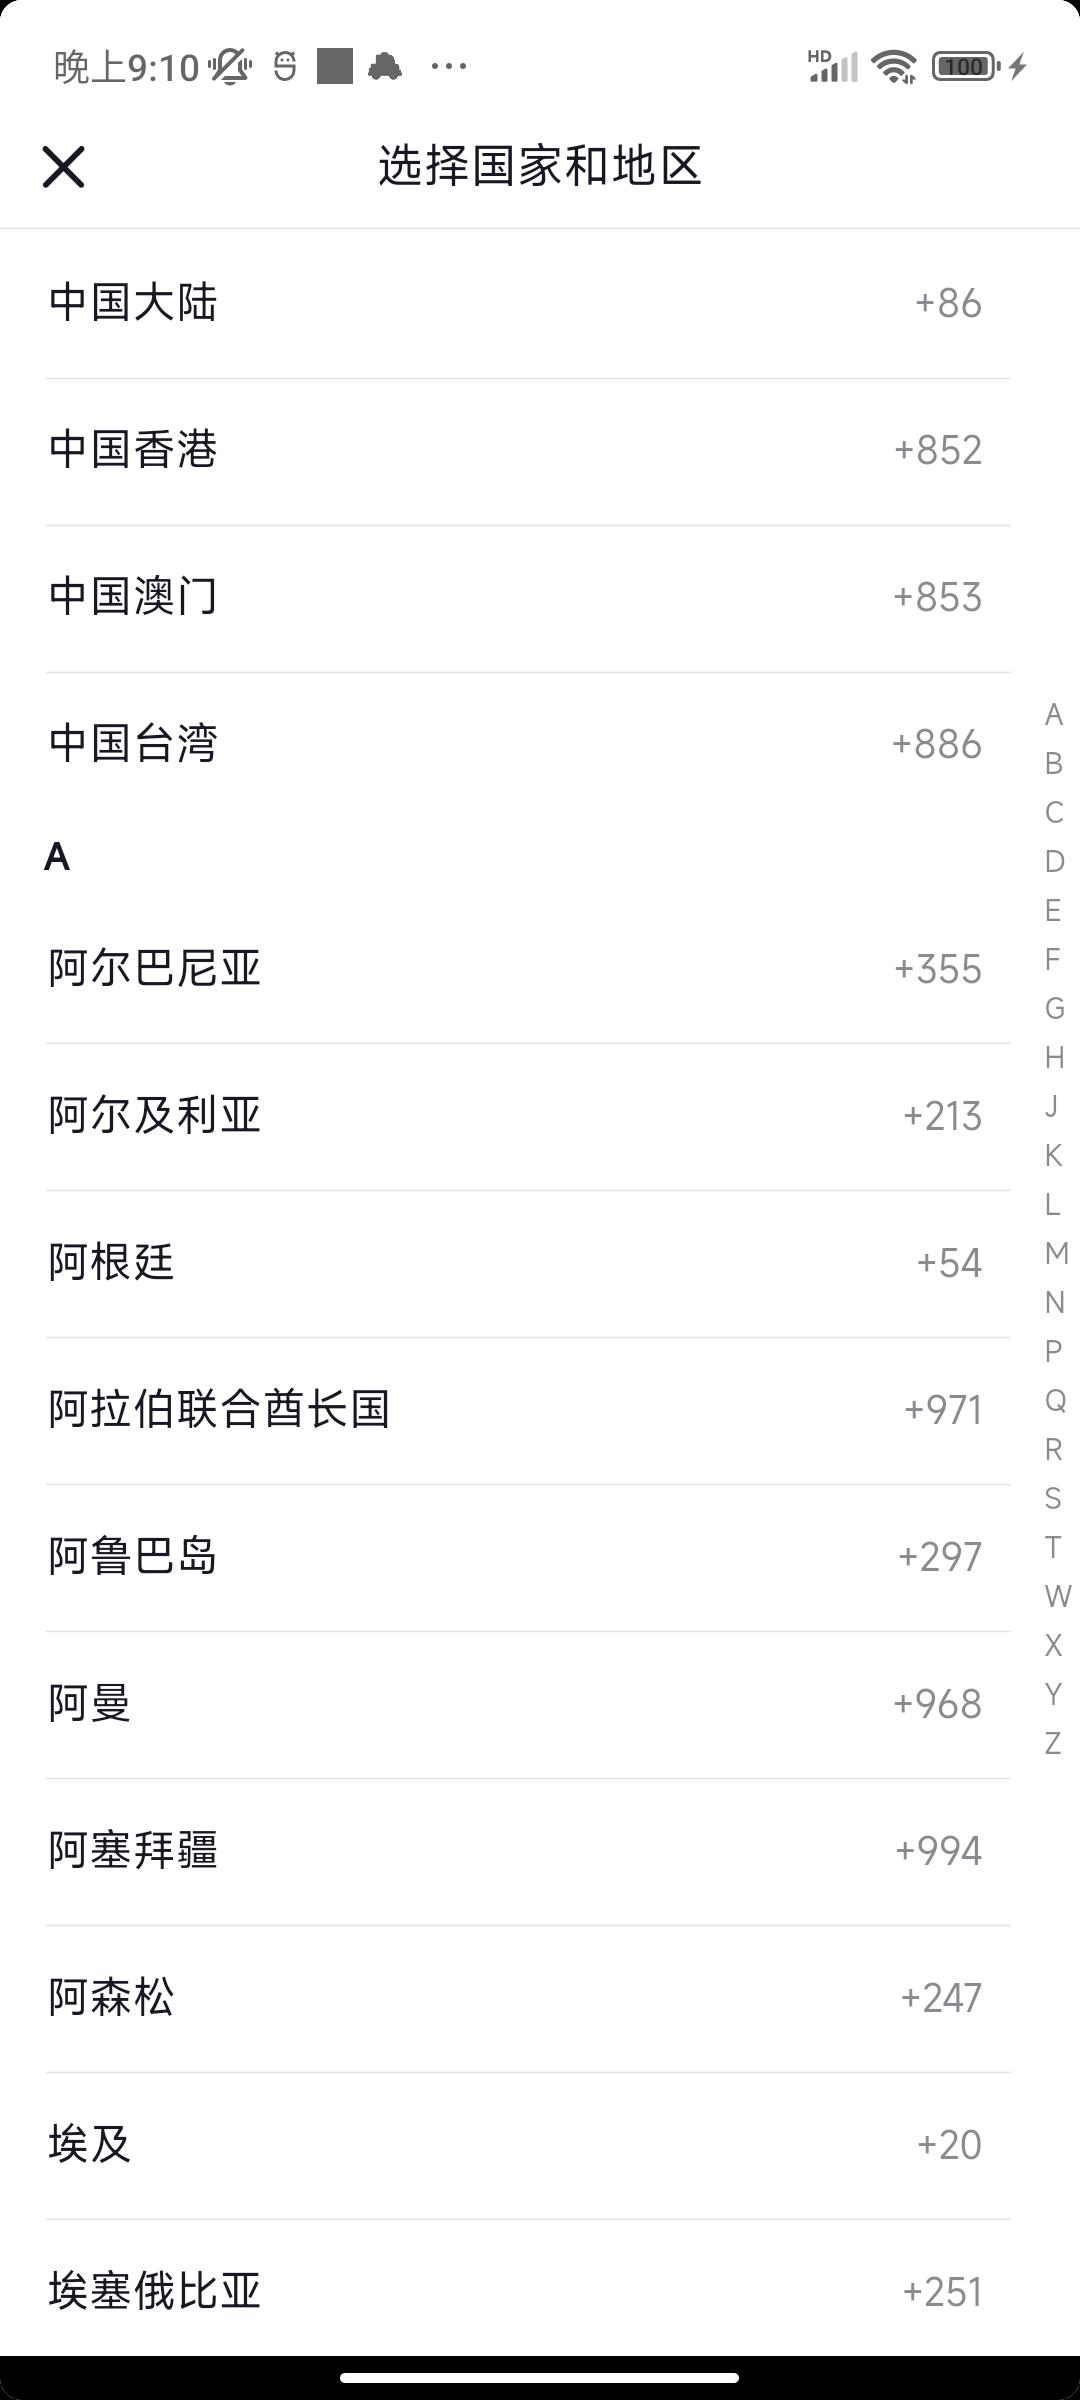 晚上9:10 HD 100
选择国家和地区
中国大陆 +86
中国香港 +852
中国澳门 +853
中国台湾 +886
A
阿尔巴尼亚 +355
阿尔及利亚 +213
阿根廷 +54
阿拉伯联合酋长国 +971
阿鲁巴岛 +297
阿曼 +968
阿塞拜疆 +994
阿森松 +247
埃及 +20
埃塞俄比亚 +251
A
B
C
D
E
F
G
H
J
K
L
M
N
P
Q
R
S
T
W
X
Y
Z